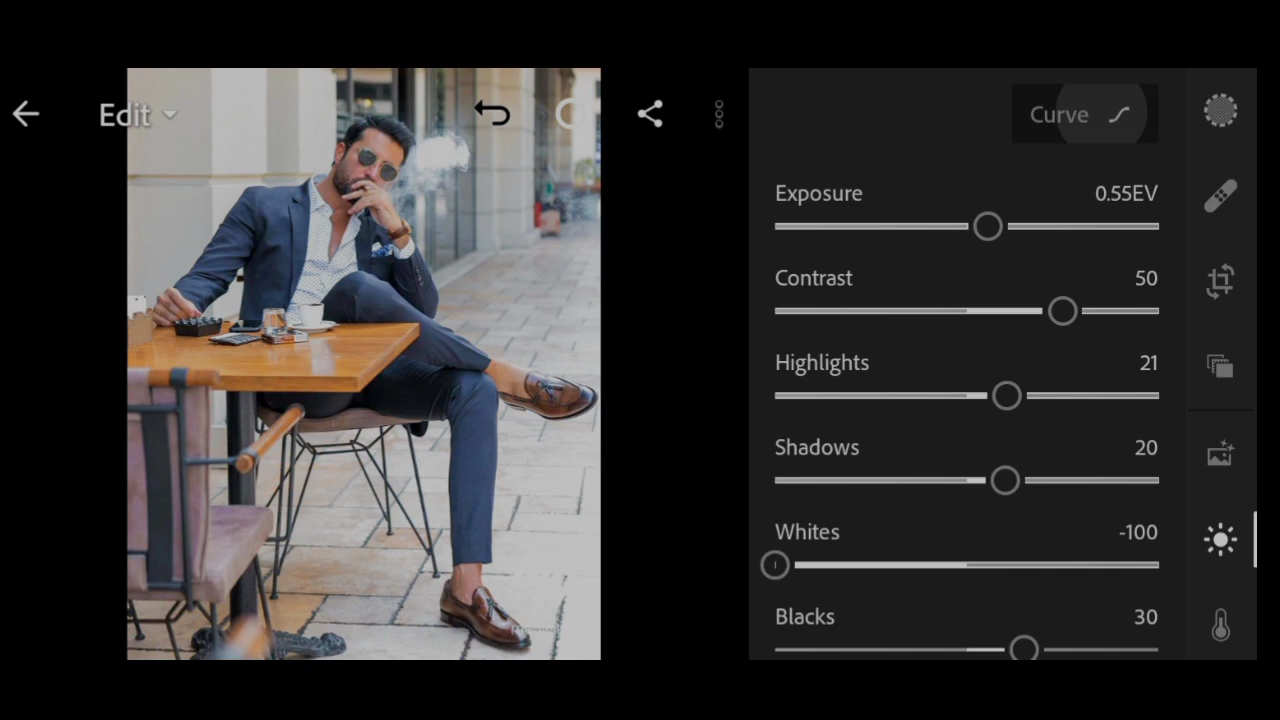 Edit
Curve
Exposure 0.55EV
Contrast 50
Highlights 21
Shadows 20
Whites -100
Blacks 30